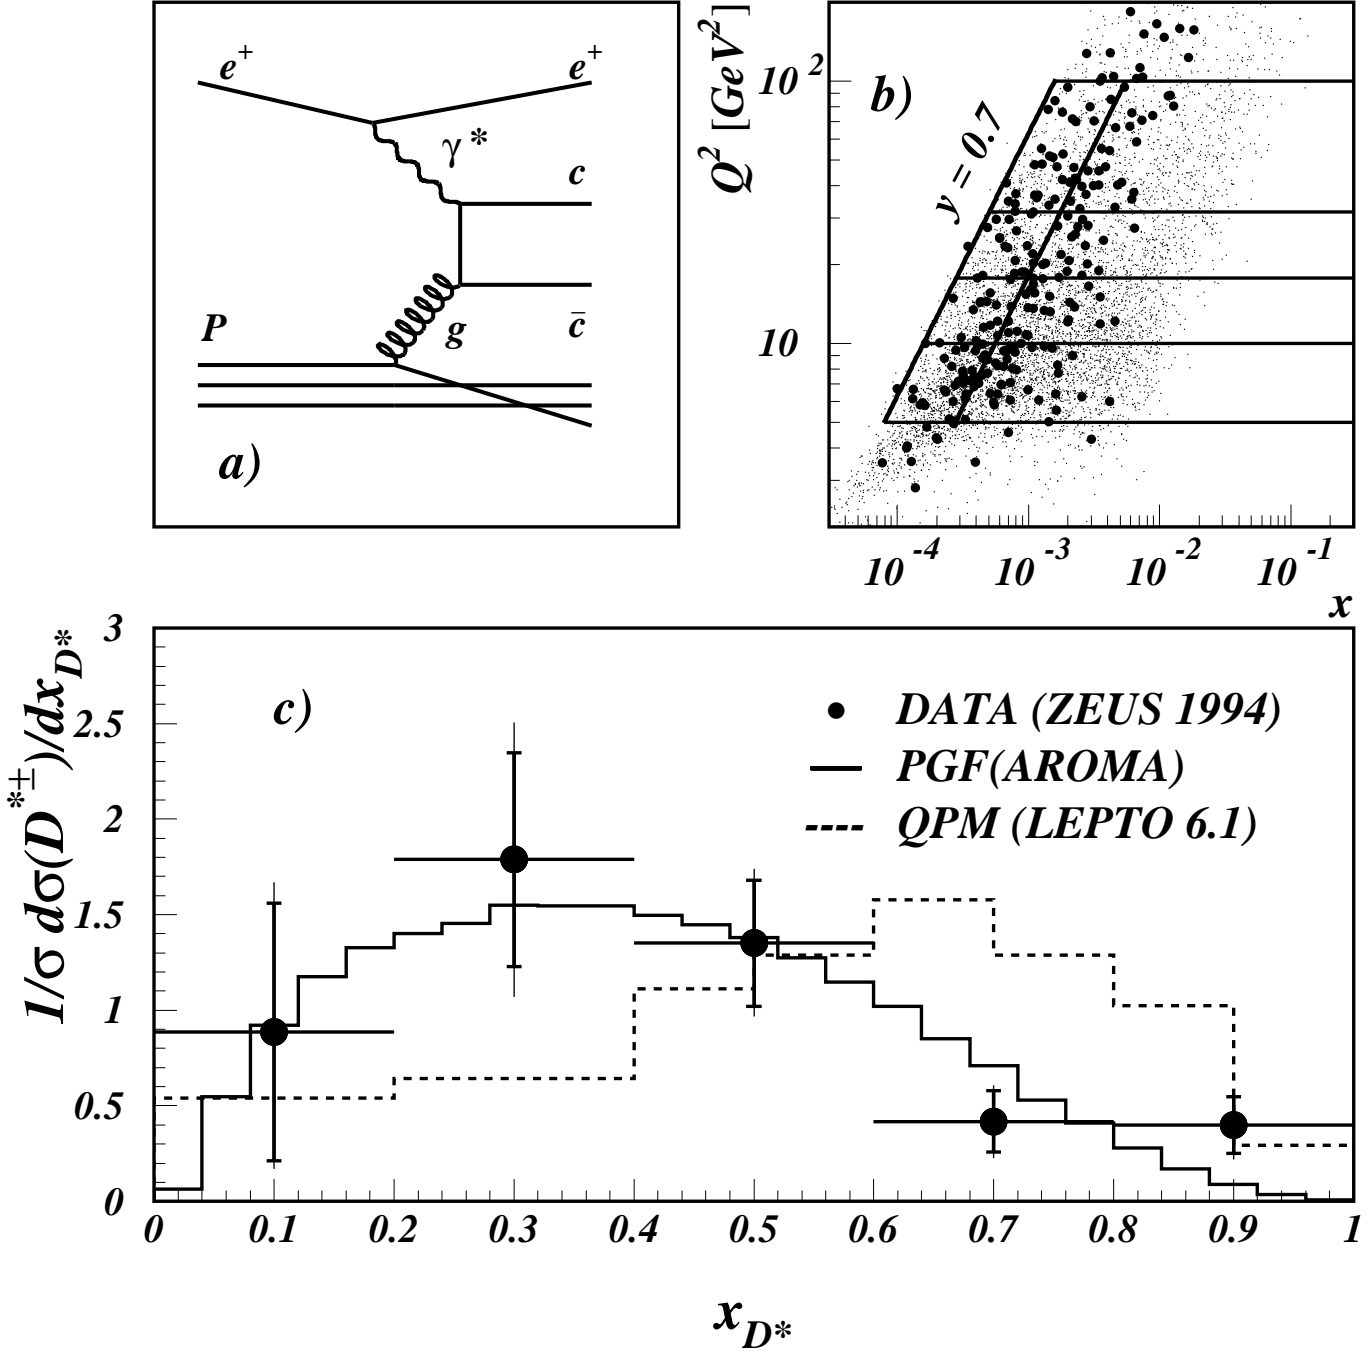 e+ e+
γ*
c
P g c̄
a)
Q² [GeV²]
10²
10
b)
y = 0.7
10⁻⁴ 10⁻³ 10⁻² 10⁻¹
x
1/σ dσ(D*±)/dx_D*
3
2.5
2
1.5
1
0.5
0
c)
DATA (ZEUS 1994)
PGF(AROMA)
QPM (LEPTO 6.1)
0 0.1 0.2 0.3 0.4 0.5 0.6 0.7 0.8 0.9 1
x_D*